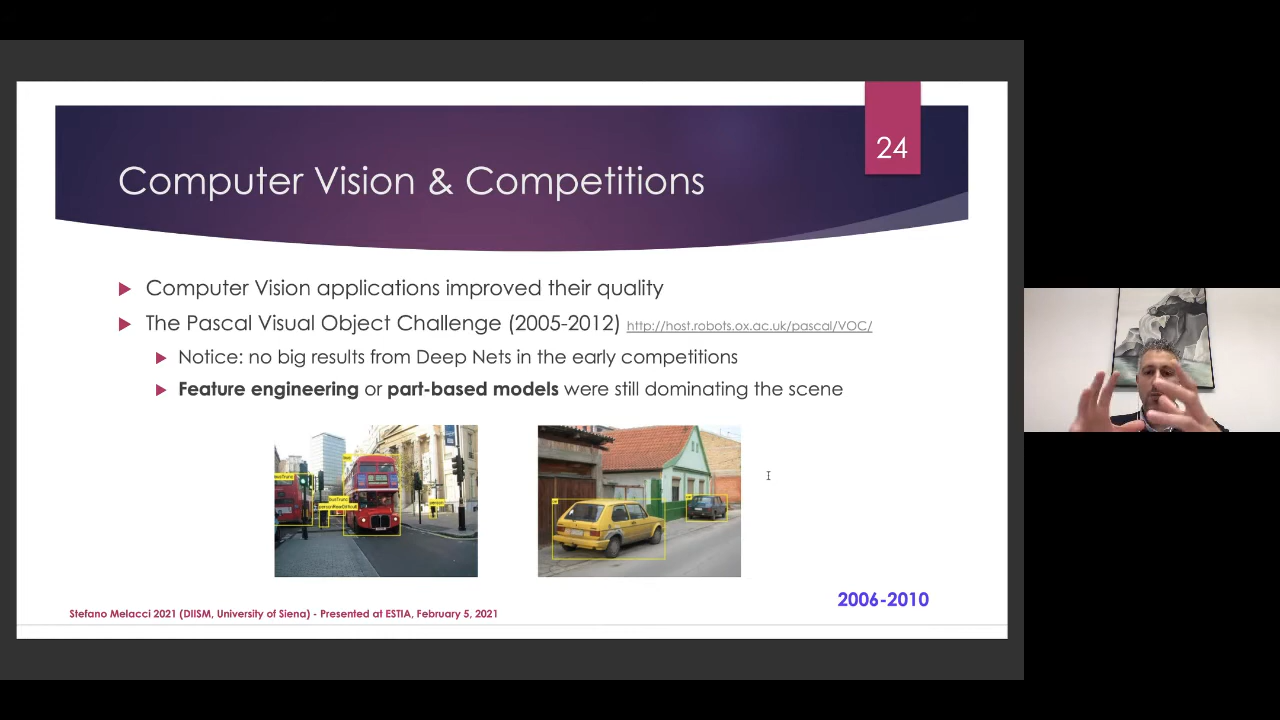 24
Computer Vision & Competitions
Computer Vision applications improved their quality
The Pascal Visual Object Challenge (2005-2012) http://host.robots.ox.ac.uk/pascal/VOC/
Notice: no big results from Deep Nets in the early competitions
Feature engineering or part-based models were still dominating the scene
2006-2010
Stefano Melacci 2021 (DIISM, University of Siena) - Presented at ESTIA, February 5, 2021